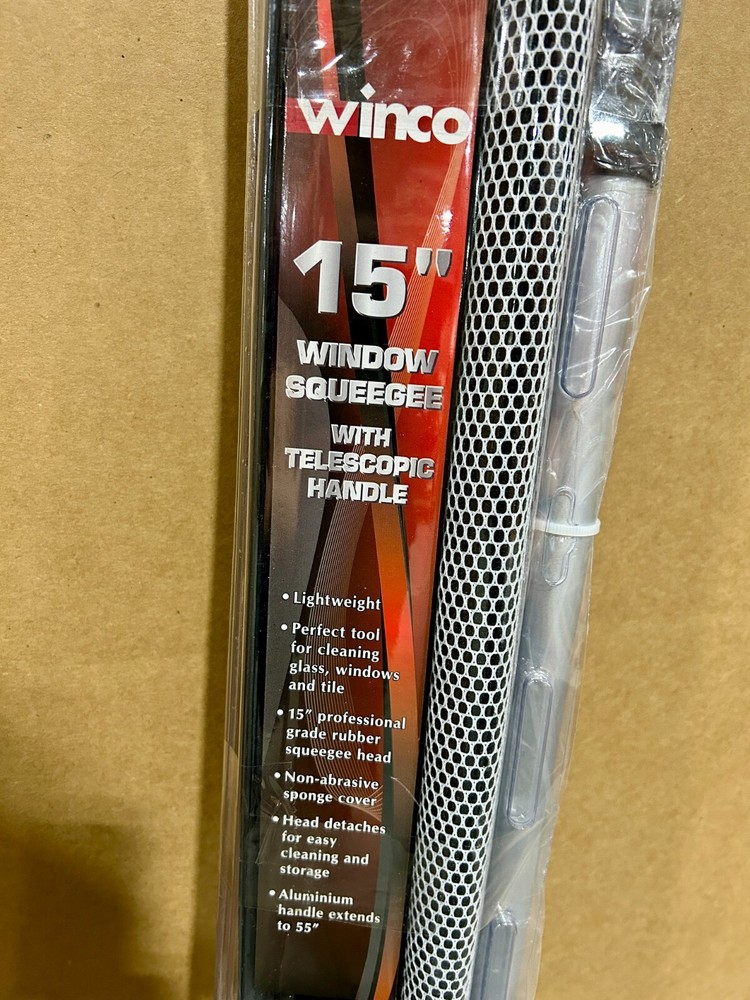 winco
15"
WINDOW
SQUEEGEE
WITH
TELESCOPIC
HANDLE
• Lightweight
• Perfect tool
for cleaning
glass, windows
and tile
• 15" professional
grade rubber
squeegee head
• Non-abrasive
sponge cover
• Head detaches
for easy
cleaning and
storage
• Aluminium
handle extends
to 55"